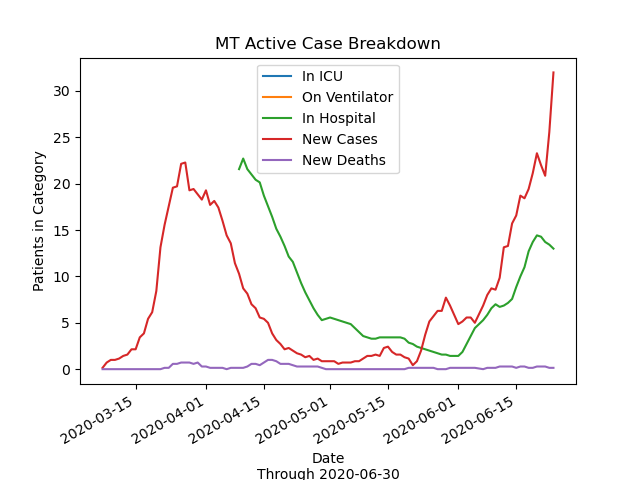 MT Active Case Breakdown
In ICU
On Ventilator
In Hospital
New Cases
New Deaths
Patients in Category
30
25
20
15
10
5
0
2020-03-15
2020-04-01
2020-04-15
2020-05-01
2020-05-15
2020-06-01
2020-06-15
Date
Through 2020-06-30